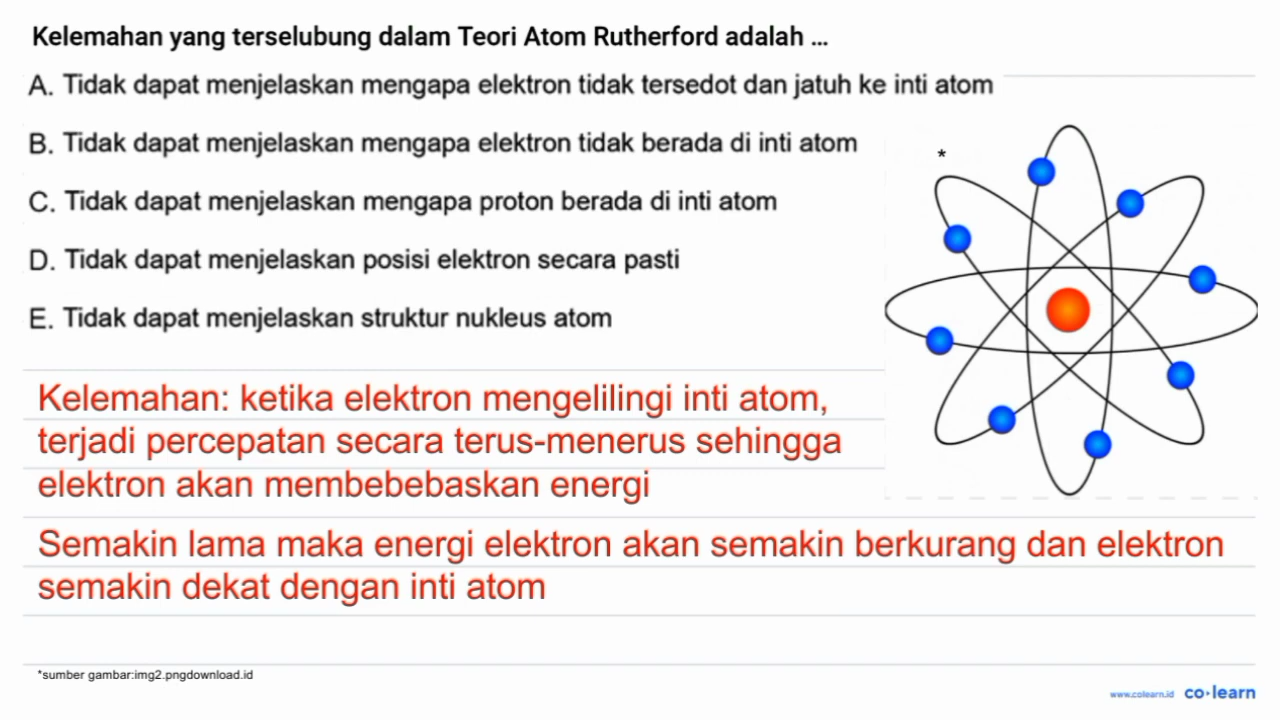 Kelemahan yang terselubung dalam Teori Atom Rutherford adalah ...
A. Tidak dapat menjelaskan mengapa elektron tidak tersedot dan jatuh ke inti atom
B. Tidak dapat menjelaskan mengapa elektron tidak berada di inti atom
*
C. Tidak dapat menjelaskan mengapa proton berada di inti atom
D. Tidak dapat menjelaskan posisi elektron secara pasti
E. Tidak dapat menjelaskan struktur nukleus atom
Kelemahan: ketika elektron mengelilingi inti atom,
terjadi percepatan secara terus-menerus sehingga
elektron akan membebebaskan energi
Semakin lama maka energi elektron akan semakin berkurang dan elektron
semakin dekat dengan inti atom
*sumber gambar:img2.pngdownload.id
www.colearn.id co·learn